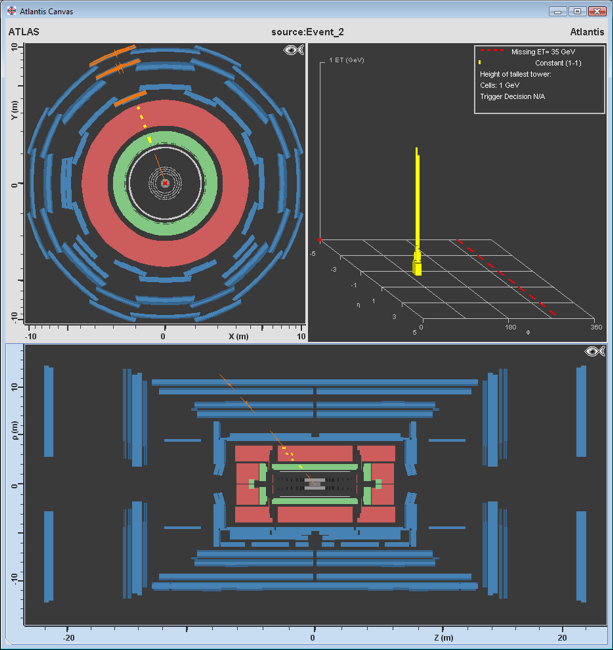 Atlantis Canvas
ATLAS source:Event_2 Atlantis
10
Y (m)
0
-10
-10 0 X (m) 10
1 ET (GeV)
Missing ET= 35 GeV
Constant (1-1)
Height of tallest tower:
Cells: 1 GeV
Trigger Decision N/A
-5
-3
-1
η
1
3
5
0 180 Φ 360
10
ρ (m)
0
-10
-20 0 Z (m) 20